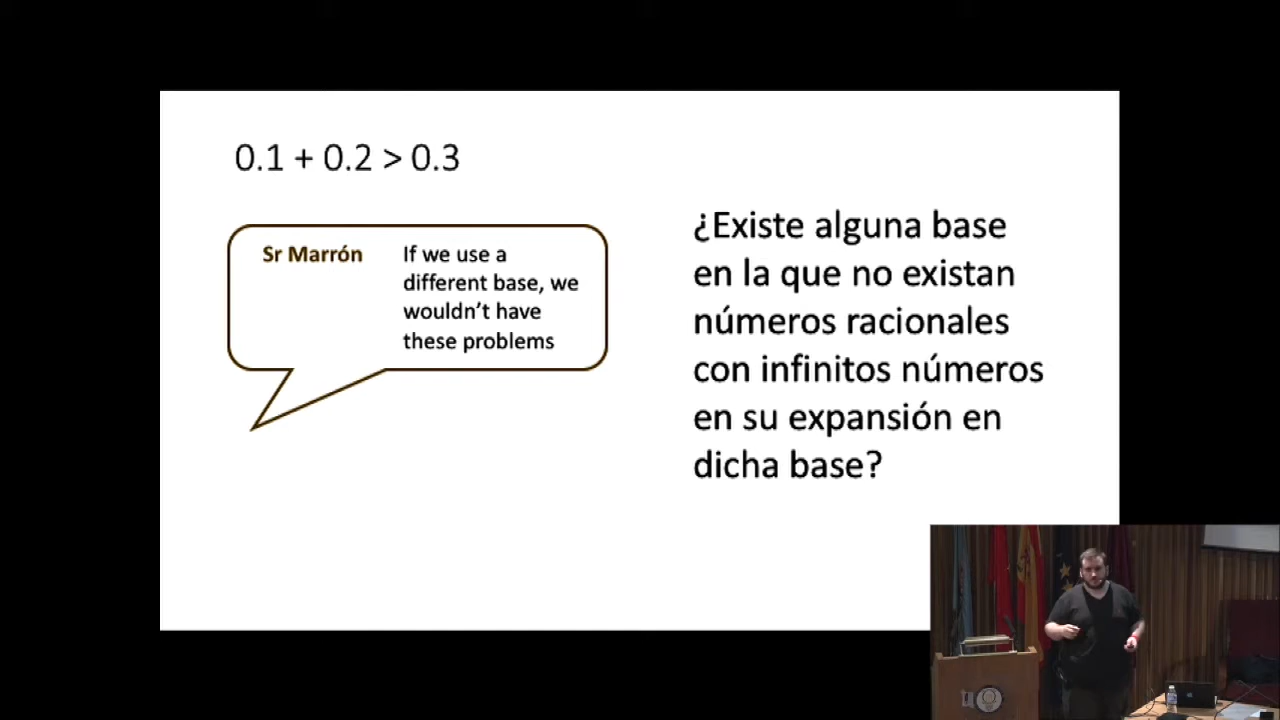 0.1 + 0.2 > 0.3
Sr Marrón
If we use a
different base, we
wouldn't have
these problems
¿Existe alguna base
en la que no existan
números racionales
con infinitos números
en su expansión en
dicha base?